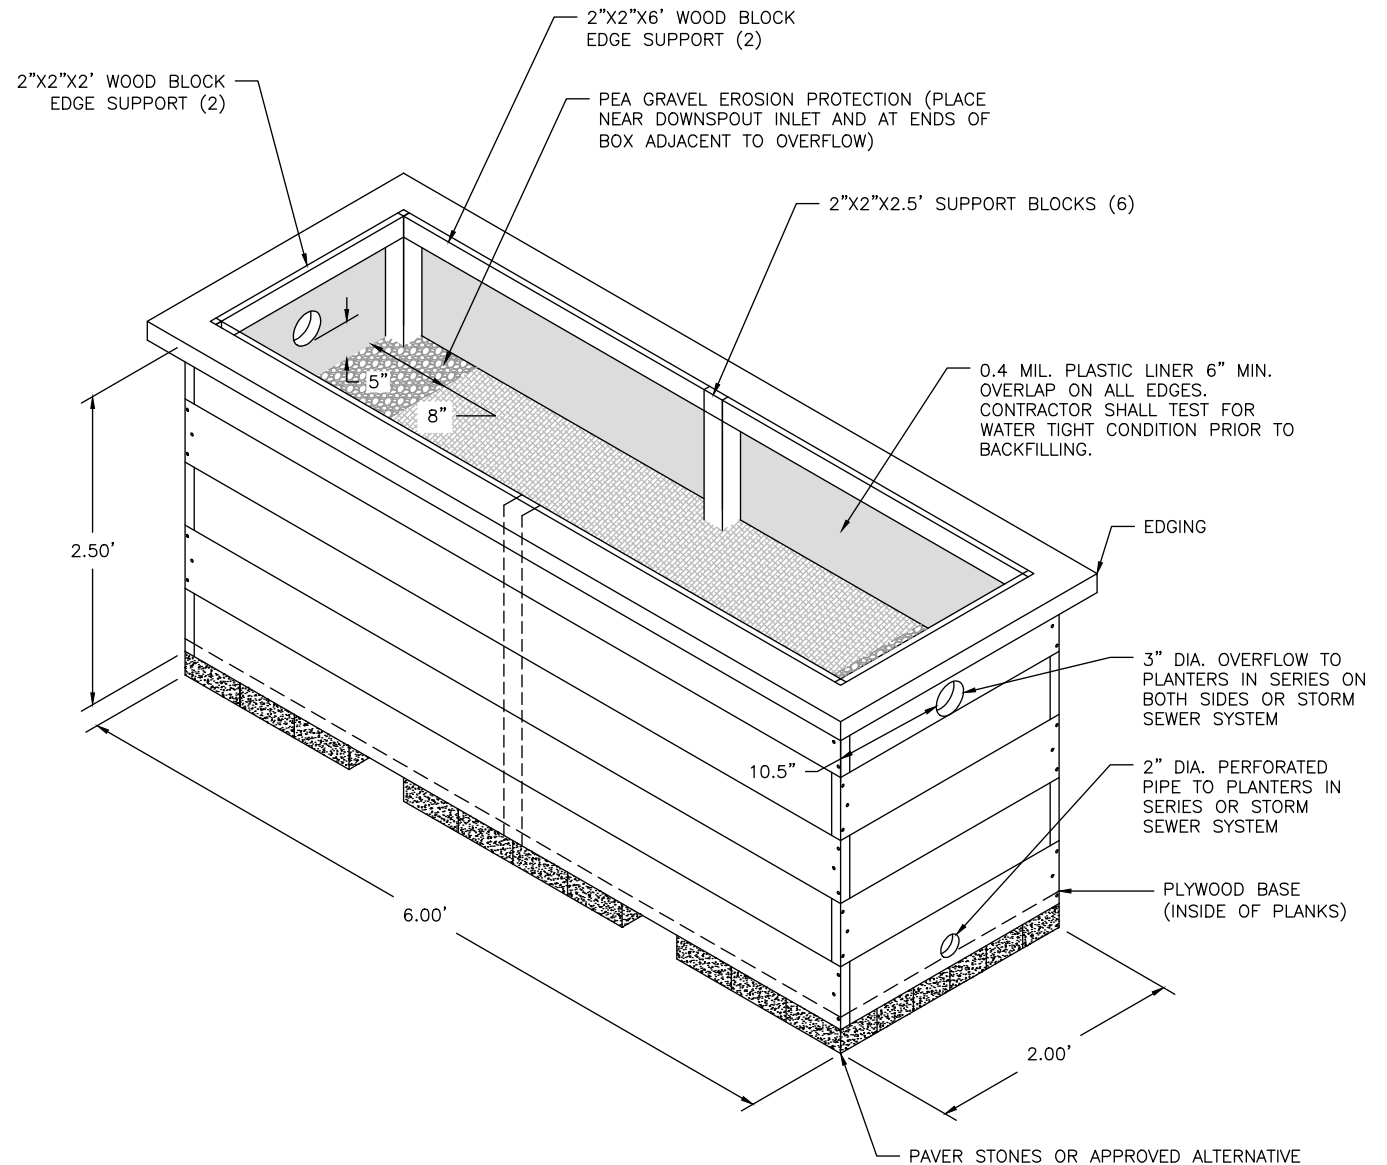 2”X2”X6’ WOOD BLOCK
EDGE SUPPORT (2)
2”X2”X2’ WOOD BLOCK
EDGE SUPPORT (2)
PEA GRAVEL EROSION PROTECTION (PLACE
NEAR DOWNSPOUT INLET AND AT ENDS OF
BOX ADJACENT TO OVERFLOW)
2”X2”X2.5’ SUPPORT BLOCKS (6)
0.4 MIL. PLASTIC LINER 6” MIN.
OVERLAP ON ALL EDGES.
CONTRACTOR SHALL TEST FOR
WATER TIGHT CONDITION PRIOR TO
BACKFILLING.
5”
8”
EDGING
2.50’
3” DIA. OVERFLOW TO
PLANTERS IN SERIES ON
BOTH SIDES OR STORM
SEWER SYSTEM
10.5”
2” DIA. PERFORATED
PIPE TO PLANTERS IN
SERIES OR STORM
SEWER SYSTEM
PLYWOOD BASE
(INSIDE OF PLANKS)
6.00’
2.00’
PAVER STONES OR APPROVED ALTERNATIVE